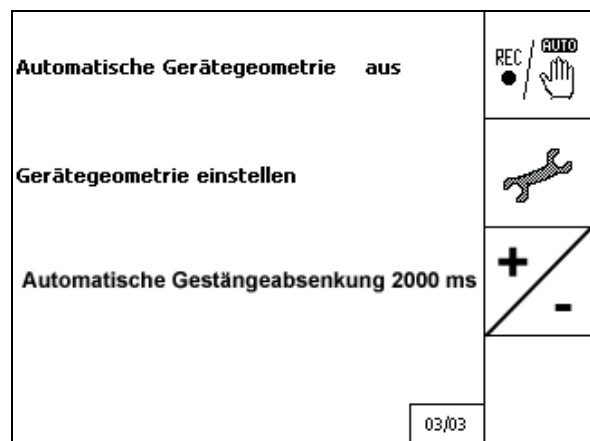 Automatische Gerätegeometrie aus
REC / AUTO
Gerätegeometrie einstellen
Automatische Gestängeabsenkung 2000 ms
+ / -
03/03